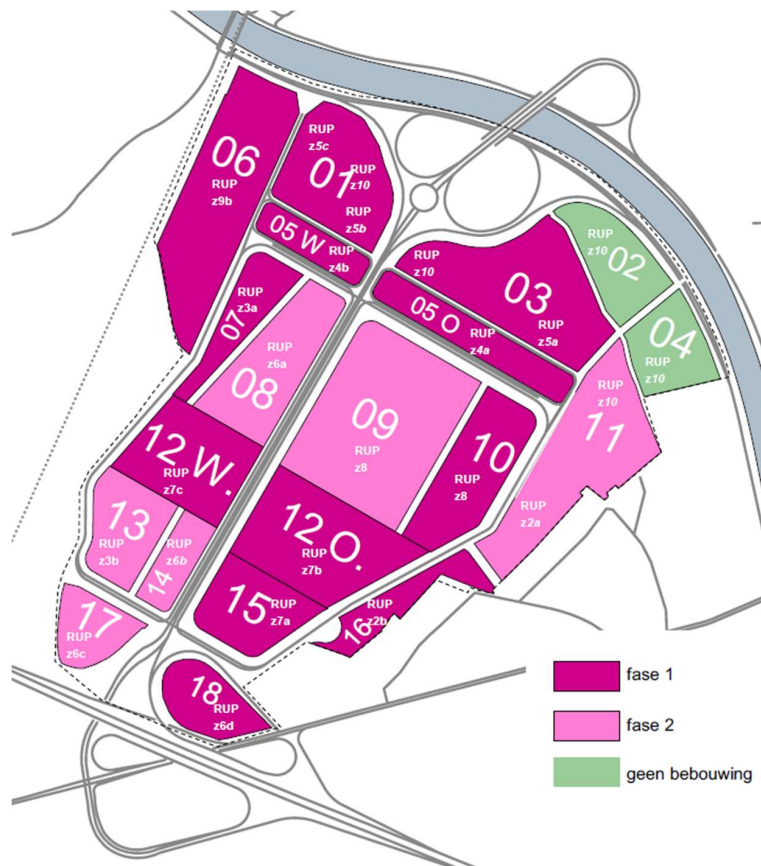 06
RUP
z9b
RUP
z5c
01
RUP
z10
RUP
z5b
05 W
RUP
z4b
RUP
z10
03
RUP
z5a
RUP
z10
02
04
RUP
z10
05 O
RUP
z4a
07
RUP
z3a
RUP
z6a
08
09
RUP
z8
10
RUP
z8
RUP
z10
11
RUP
z2a
12 W.
RUP
z7c
12 O.
RUP
z7b
13
RUP
z3b
14
RUP
z6b
15
RUP
z7a
16
RUP
z2b
17
RUP
z6c
18
RUP
z6d
fase 1
fase 2
geen bebouwing